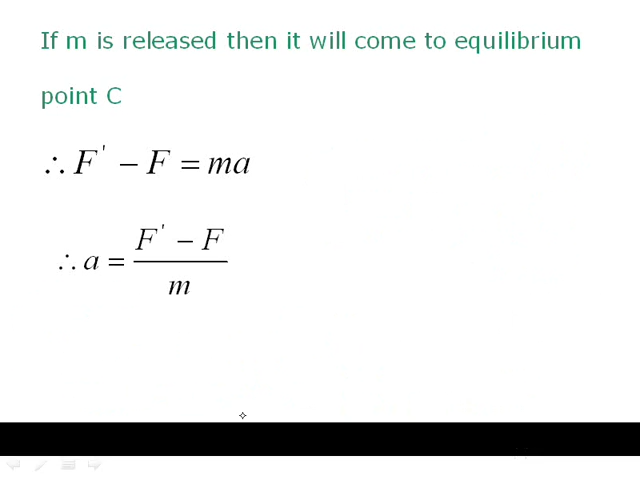 If m is released then it will come to equilibrium
point C
∴ F' − F = ma
∴ a = (F' − F) / m